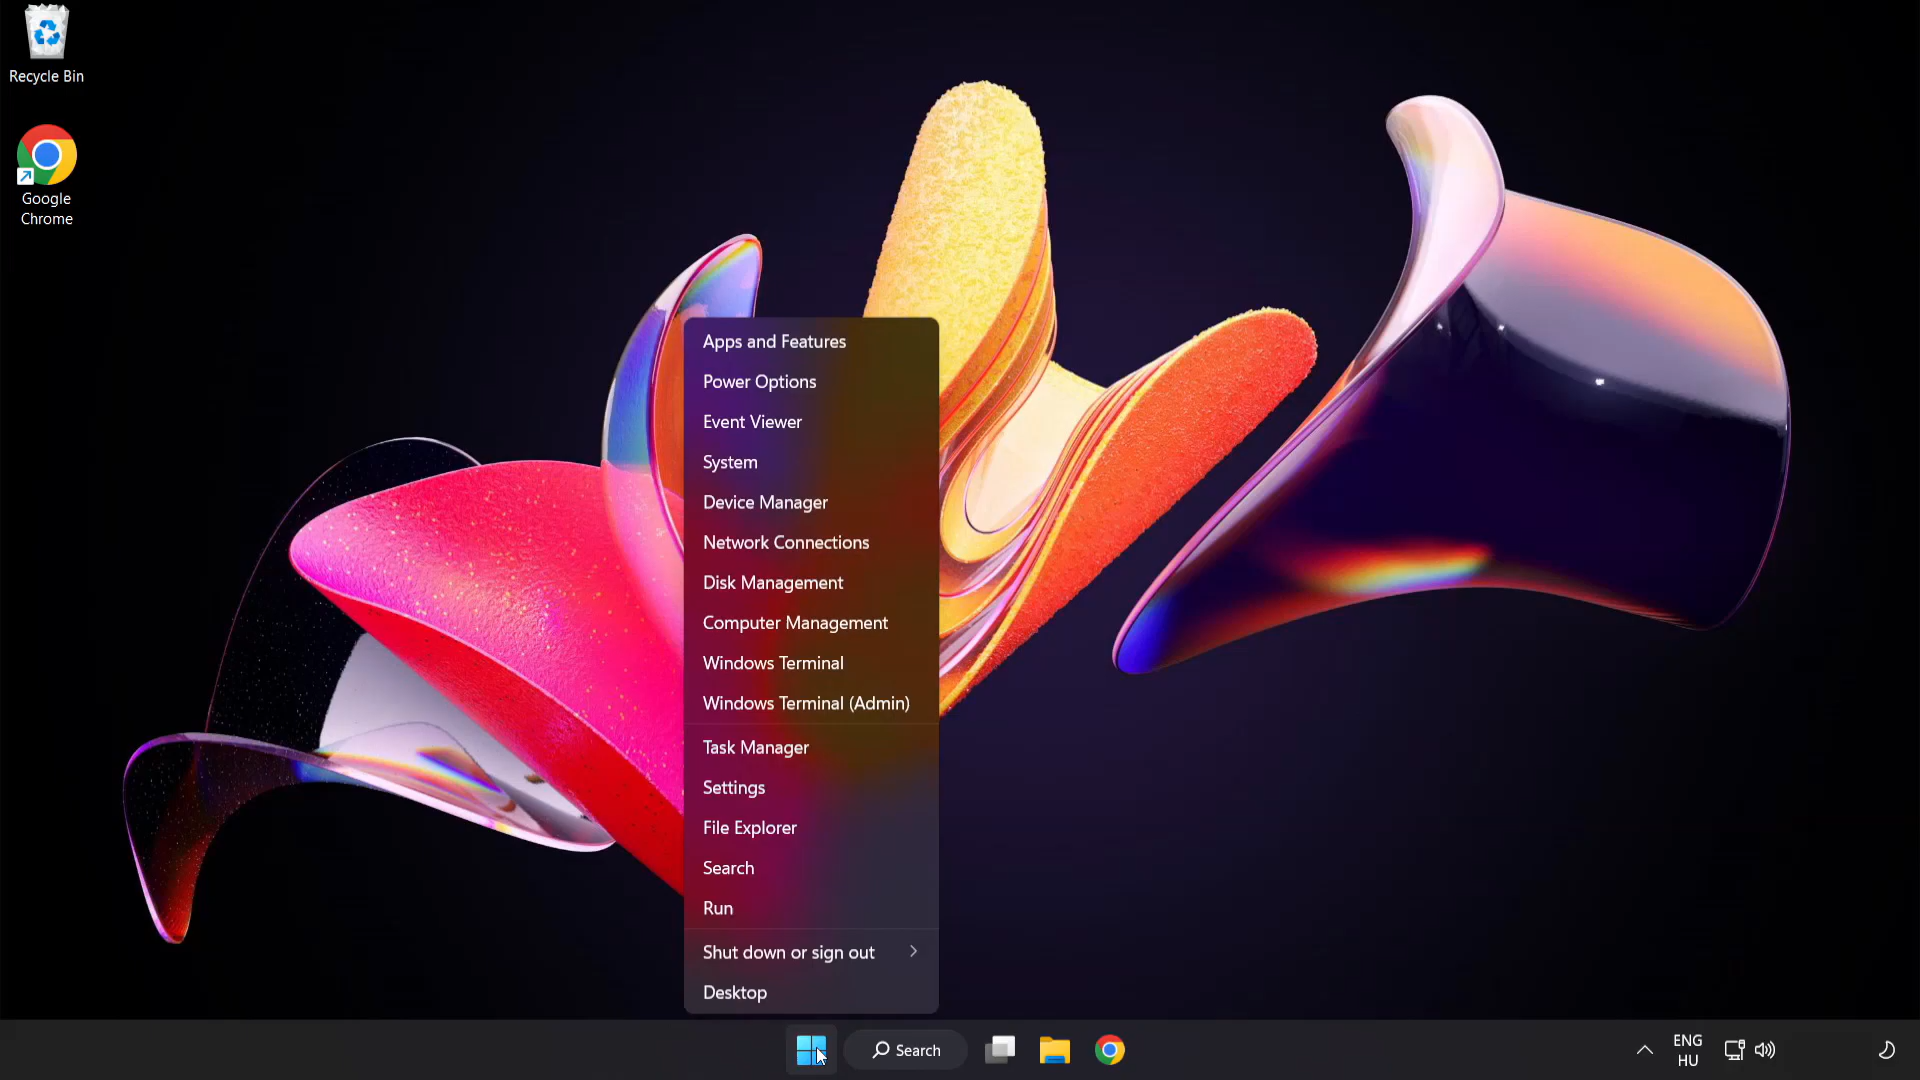 Recycle Bin
Google
Chrome
Apps and Features
Power Options
Event Viewer
System
Device Manager
Network Connections
Disk Management
Computer Management
Windows Terminal
Windows Terminal (Admin)
Task Manager
Settings
File Explorer
Search
Run
Shut down or sign out
Desktop
Search
ENG
HU